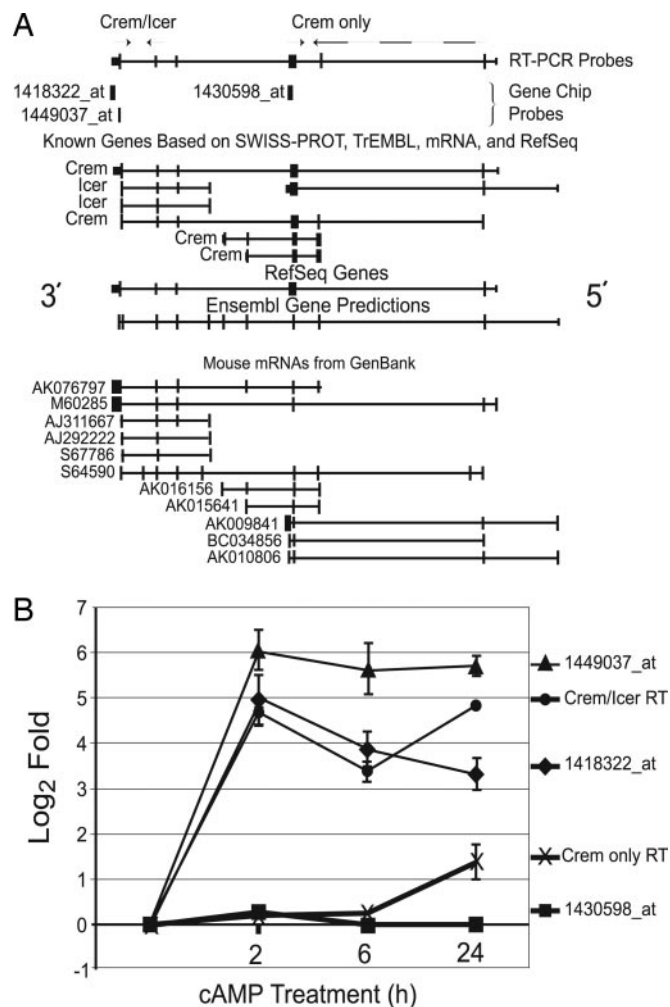 A
Crem/Icer Crem only
RT-PCR Probes
1418322_at 1430598_at Gene Chip
1449037_at Probes
Known Genes Based on SWISS-PROT, TrEMBL, mRNA, and RefSeq
Crem
Icer
Icer
Crem
Crem
Crem
RefSeq Genes
3′ 5′
Ensembl Gene Predictions
Mouse mRNAs from GenBank
AK076797
M60285
AJ311667
AJ292222
S67786
S64590
AK016156
AK015641
AK009841
BC034856
AK010806
B
7
6
5
4
3
2
1
0
-1
Log2 Fold
2 6 24
cAMP Treatment (h)
1449037_at
Crem/Icer RT
1418322_at
Crem only RT
1430598_at